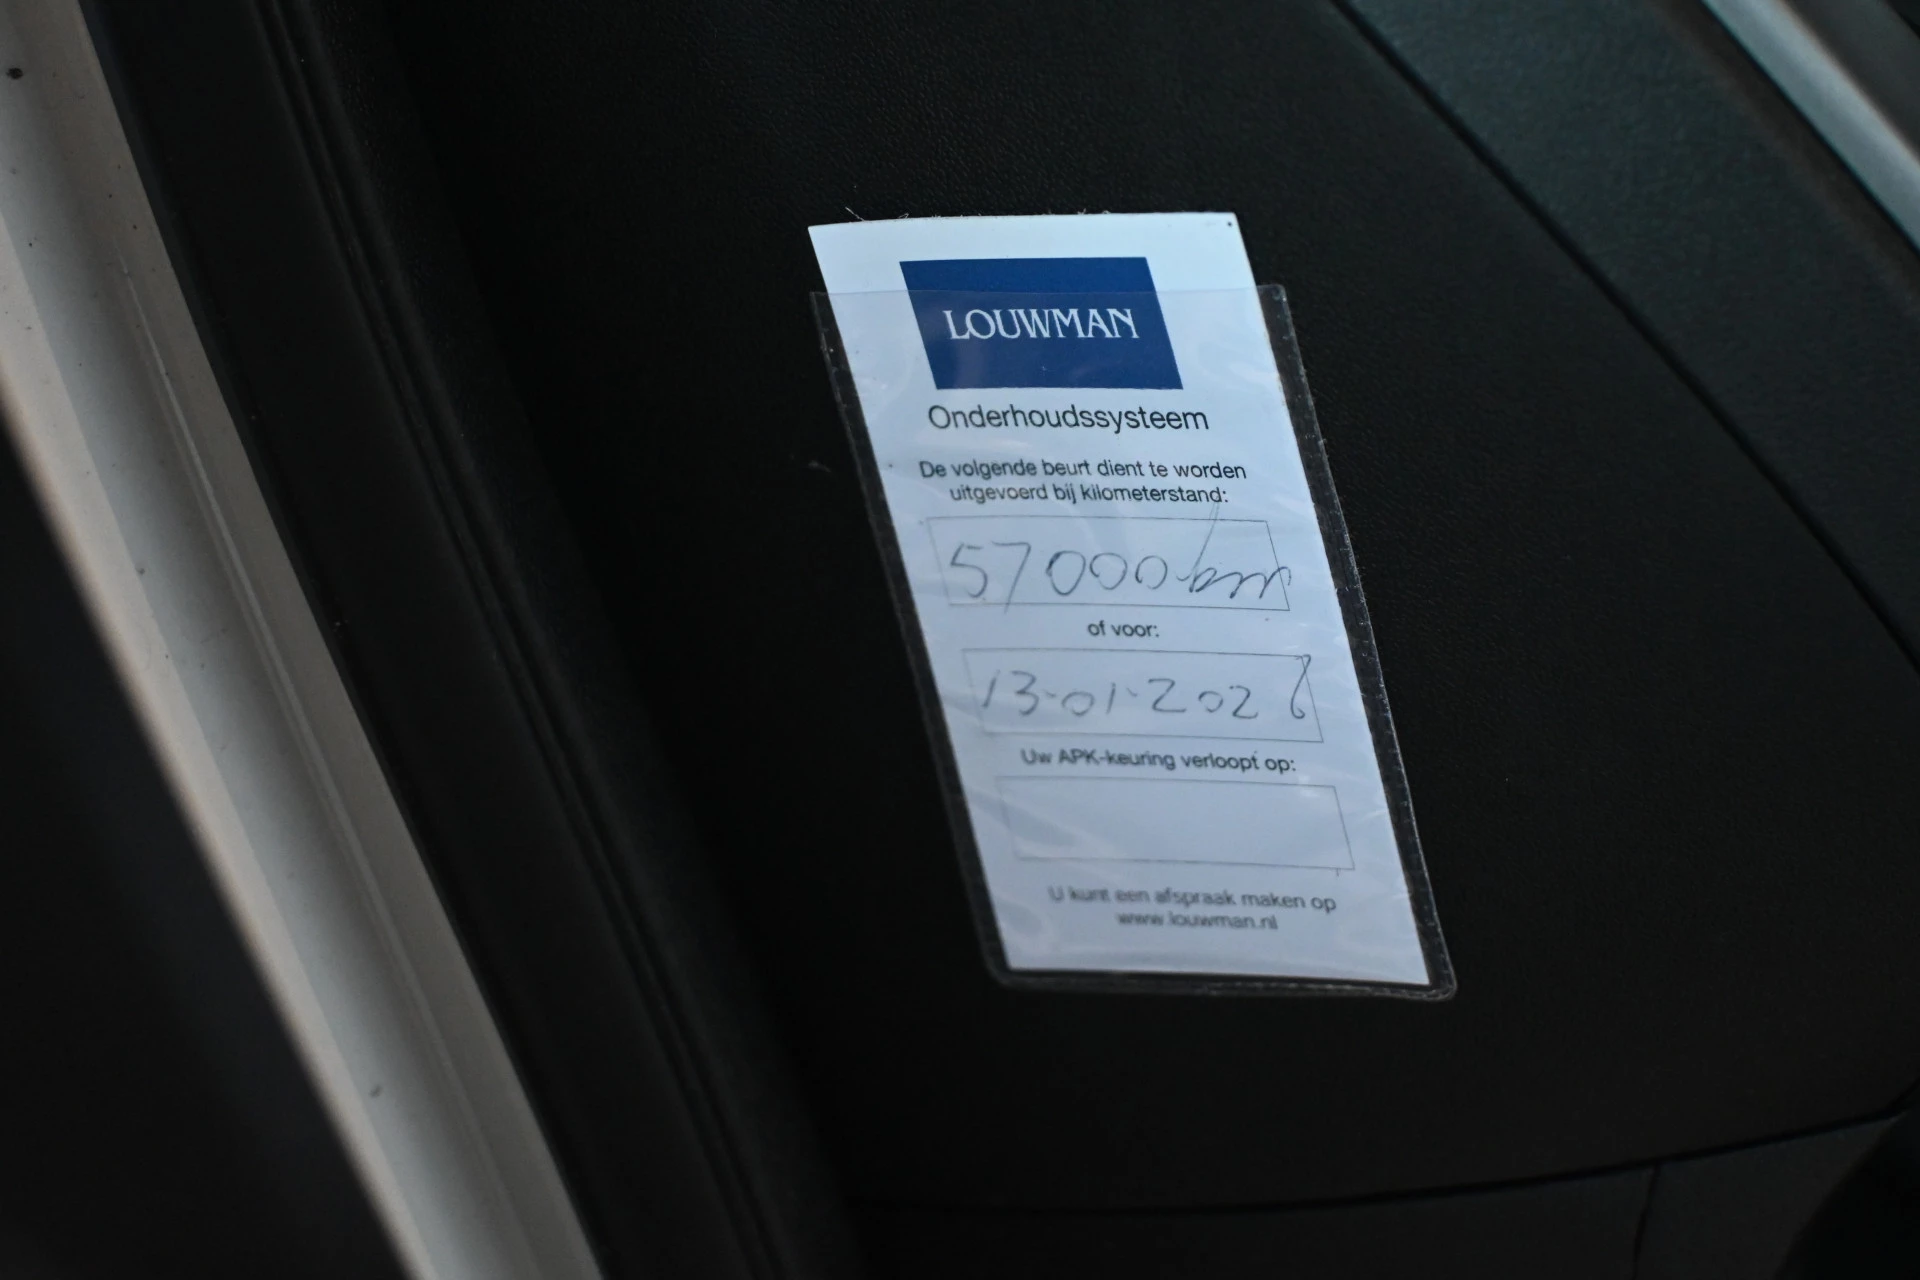 LOUWMAN
Onderhoudssysteem
De volgende beurt dient te worden
uitgevoerd bij kilometerstand:
57000 km
of voor:
13-01-2026
Uw APK-keuring verloopt op:
U kunt een afspraak maken op
www.louwman.nl